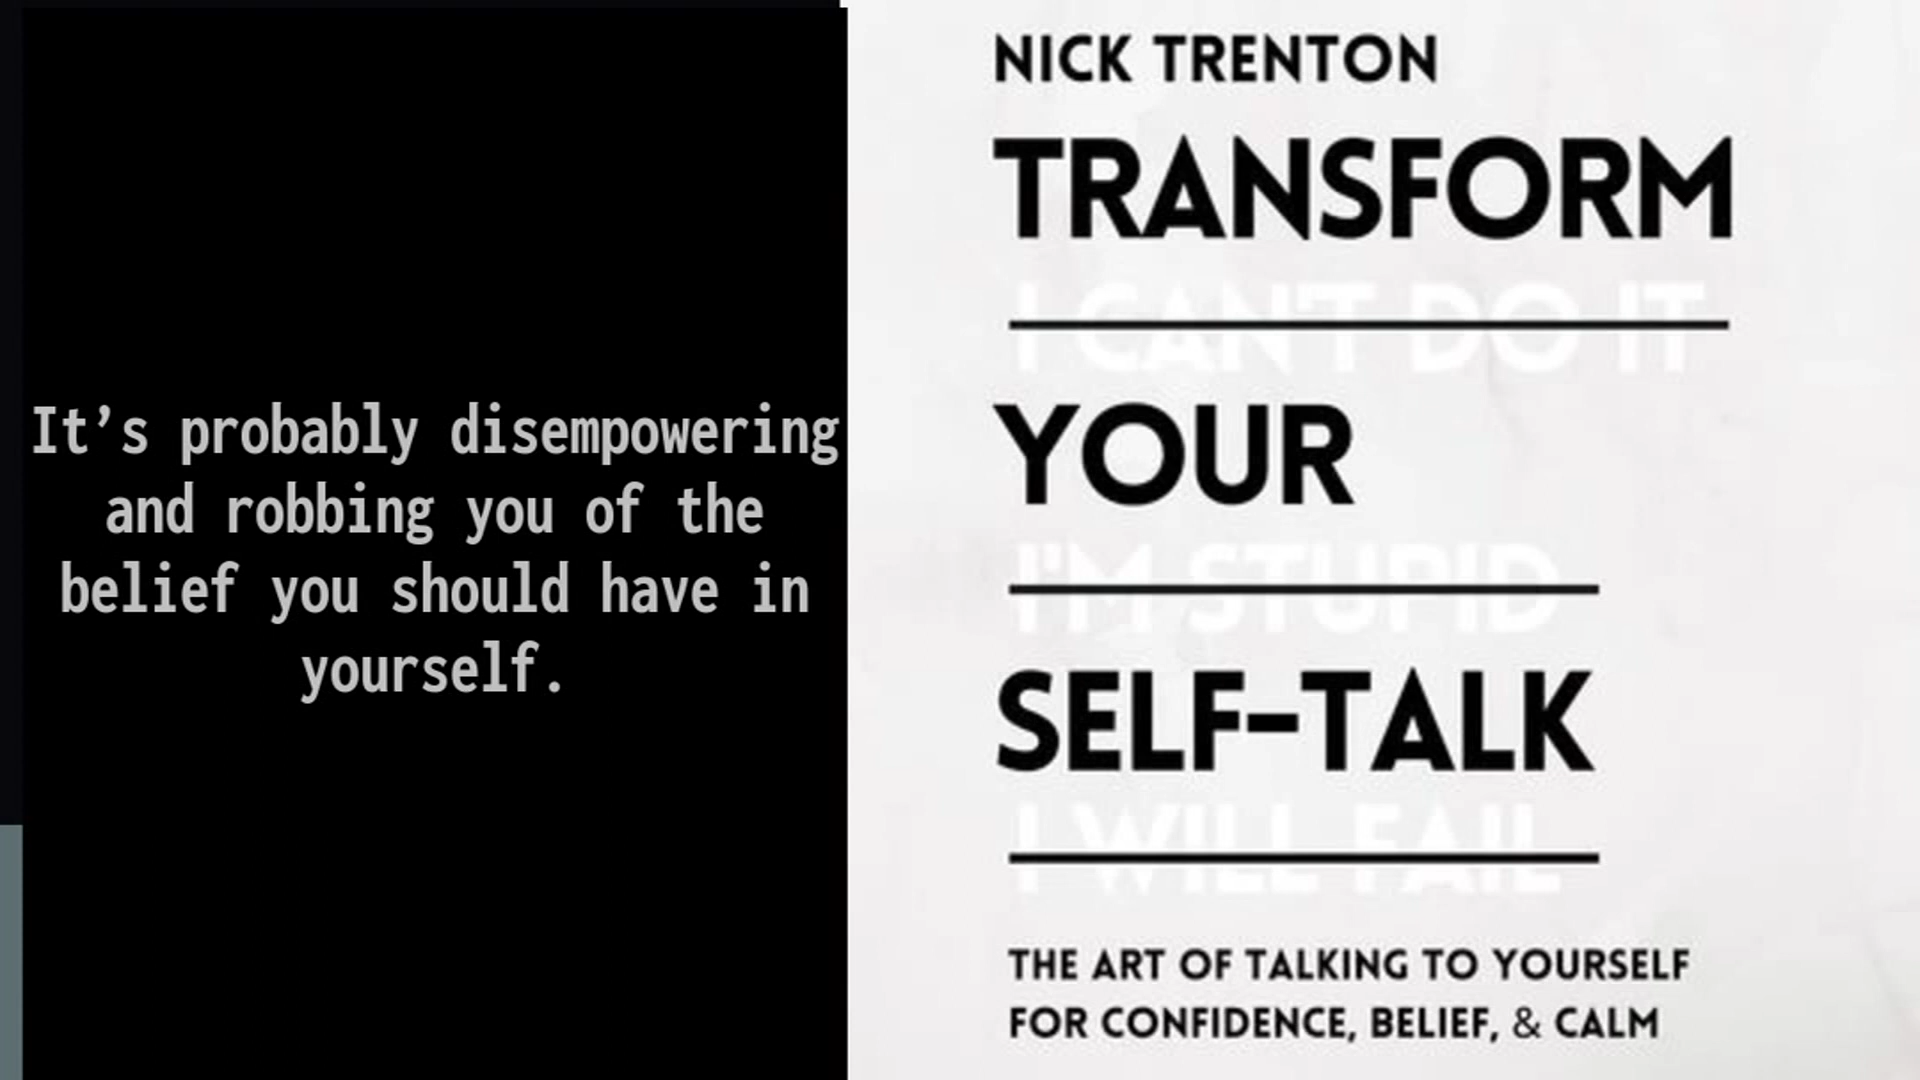 It’s probably disempowering
and robbing you of the
belief you should have in
yourself.
NICK TRENTON
TRANSFORM
I CAN'T DO IT
YOUR
I'M STUPID
SELF-TALK
I WILL FAIL
THE ART OF TALKING TO YOURSELF
FOR CONFIDENCE, BELIEF, & CALM